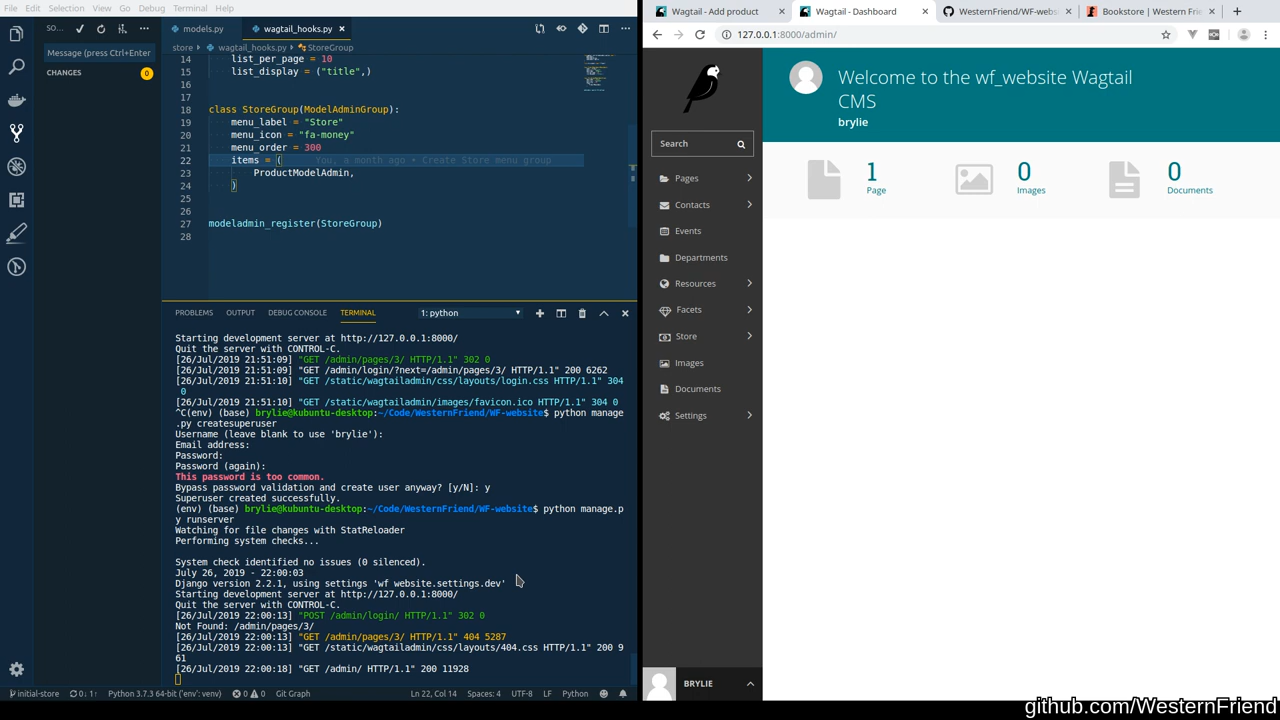 File Edit Selection View Go Debug Terminal Help
SO...
Message (press Ctrl+Enter
CHANGES 0
models.py wagtail_hooks.py
store > wagtail_hooks.py > StoreGroup
14 list_per_page = 10
15 list_display = ("title",)
16
17
18 class StoreGroup(ModelAdminGroup):
19 menu_label = "Store"
20 menu_icon = "fa-money"
21 menu_order = 300
22 items = ( You, a month ago • Create Store menu group
23 ProductModelAdmin,
24 )
25
26
27 modeladmin_register(StoreGroup)
28
PROBLEMS OUTPUT DEBUG CONSOLE TERMINAL 1: python
Starting development server at http://127.0.0.1:8000/
Quit the server with CONTROL-C.
[26/Jul/2019 21:51:09] "GET /admin/pages/3/ HTTP/1.1" 302 0
[26/Jul/2019 21:51:09] "GET /admin/login/?next=/admin/pages/3/ HTTP/1.1" 200 6262
[26/Jul/2019 21:51:10] "GET /static/wagtailadmin/css/layouts/login.css HTTP/1.1" 304
0
[26/Jul/2019 21:51:10] "GET /static/wagtailadmin/images/favicon.ico HTTP/1.1" 304 0
^C(env) (base) brylie@kubuntu-desktop:~/Code/WesternFriend/WF-website$ python manage
.py createsuperuser
Username (leave blank to use 'brylie'):
Email address:
Password:
Password (again):
This password is too common.
Bypass password validation and create user anyway? [y/N]: y
Superuser created successfully.
(env) (base) brylie@kubuntu-desktop:~/Code/WesternFriend/WF-website$ python manage.p
y runserver
Watching for file changes with StatReloader
Performing system checks...
System check identified no issues (0 silenced).
July 26, 2019 - 22:00:03
Django version 2.2.1, using settings 'wf_website.settings.dev'
Starting development server at http://127.0.0.1:8000/
Quit the server with CONTROL-C.
[26/Jul/2019 22:00:13] "POST /admin/login/ HTTP/1.1" 302 0
Not Found: /admin/pages/3/
[26/Jul/2019 22:00:13] "GET /admin/pages/3/ HTTP/1.1" 404 5287
[26/Jul/2019 22:00:13] "GET /static/wagtailadmin/css/layouts/404.css HTTP/1.1" 200 9
61
[26/Jul/2019 22:00:18] "GET /admin/ HTTP/1.1" 200 11928
initial-store 0↓ 1↑ Python 3.7.3 64-bit ('env': venv) 0 0 Git Graph Ln 22, Col 14 Spaces: 4 UTF-8 LF Python
Wagtail - Add product Wagtail - Dashboard WesternFriend/WF-webs Bookstore | Western Frie
127.0.0.1:8000/admin/
Search
Pages
Contacts
Events
Departments
Resources
Facets
Store
Images
Documents
Settings
BRYLIE
Welcome to the wf_website Wagtail
CMS
brylie
1 Page
0 Images
0 Documents
github.com/WesternFriend